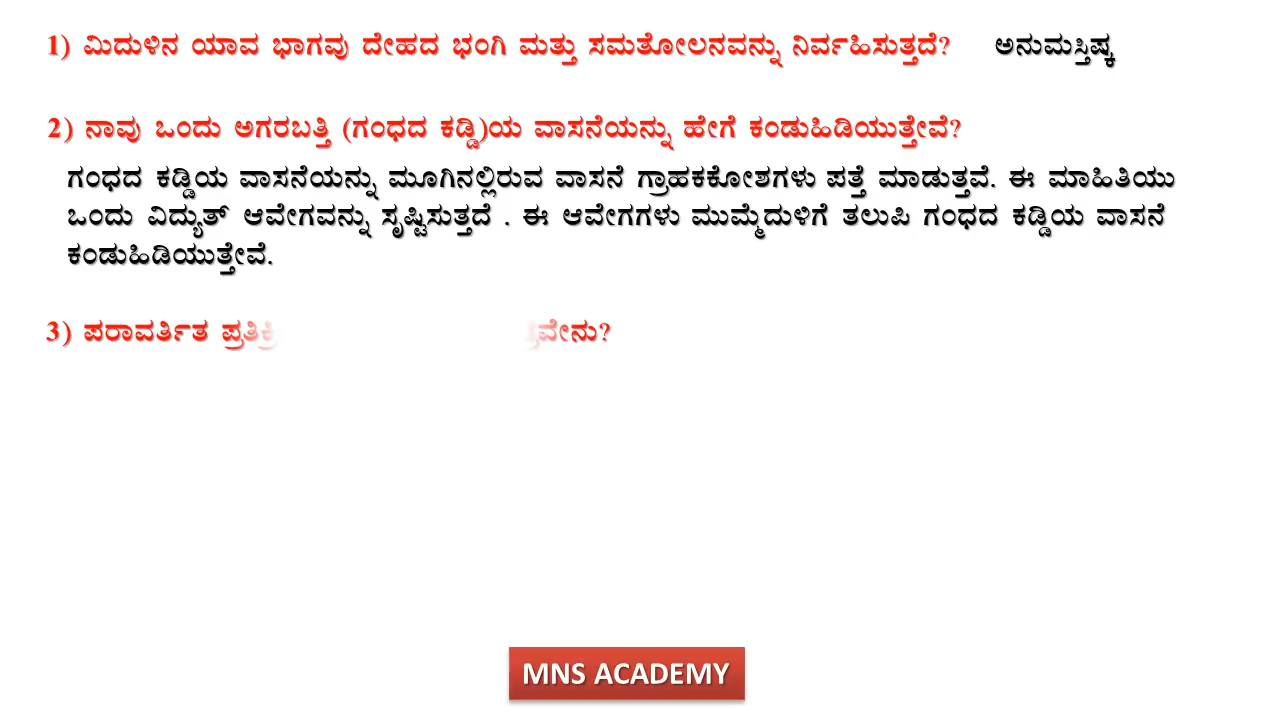 1) ಮಿದುಳಿನ ಯಾವ ಭಾಗವು ದೇಹದ ಭಂಗಿ ಮತ್ತು ಸಮತೋಲನವನ್ನು ನಿರ್ವಹಿಸುತ್ತದೆ? ಅನುಮಸ್ತಿಷ್ಕ
2) ನಾವು ಒಂದು ಅಗರಬತ್ತಿ (ಗಂಧದ ಕಡ್ಡಿ)ಯ ವಾಸನೆಯನ್ನು ಹೇಗೆ ಕಂಡುಹಿಡಿಯುತ್ತೇವೆ?
ಗಂಧದ ಕಡ್ಡಿಯ ವಾಸನೆಯನ್ನು ಮೂಗಿನಲ್ಲಿರುವ ವಾಸನೆ ಗ್ರಾಹಕಕೋಶಗಳು ಪತ್ತೆ ಮಾಡುತ್ತವೆ. ಈ ಮಾಹಿತಿಯು
ಒಂದು ವಿದ್ಯುತ್ ಆವೇಗವನ್ನು ಸೃಷ್ಟಿಸುತ್ತದೆ . ಈ ಆವೇಗಗಳು ಮುಮ್ಮೆದುಳಿಗೆ ತಲುಪಿ ಗಂಧದ ಕಡ್ಡಿಯ ವಾಸನೆ
ಕಂಡುಹಿಡಿಯುತ್ತೇವೆ.
3) ಪರಾವರ್ತಿತ
MNS ACADEMY